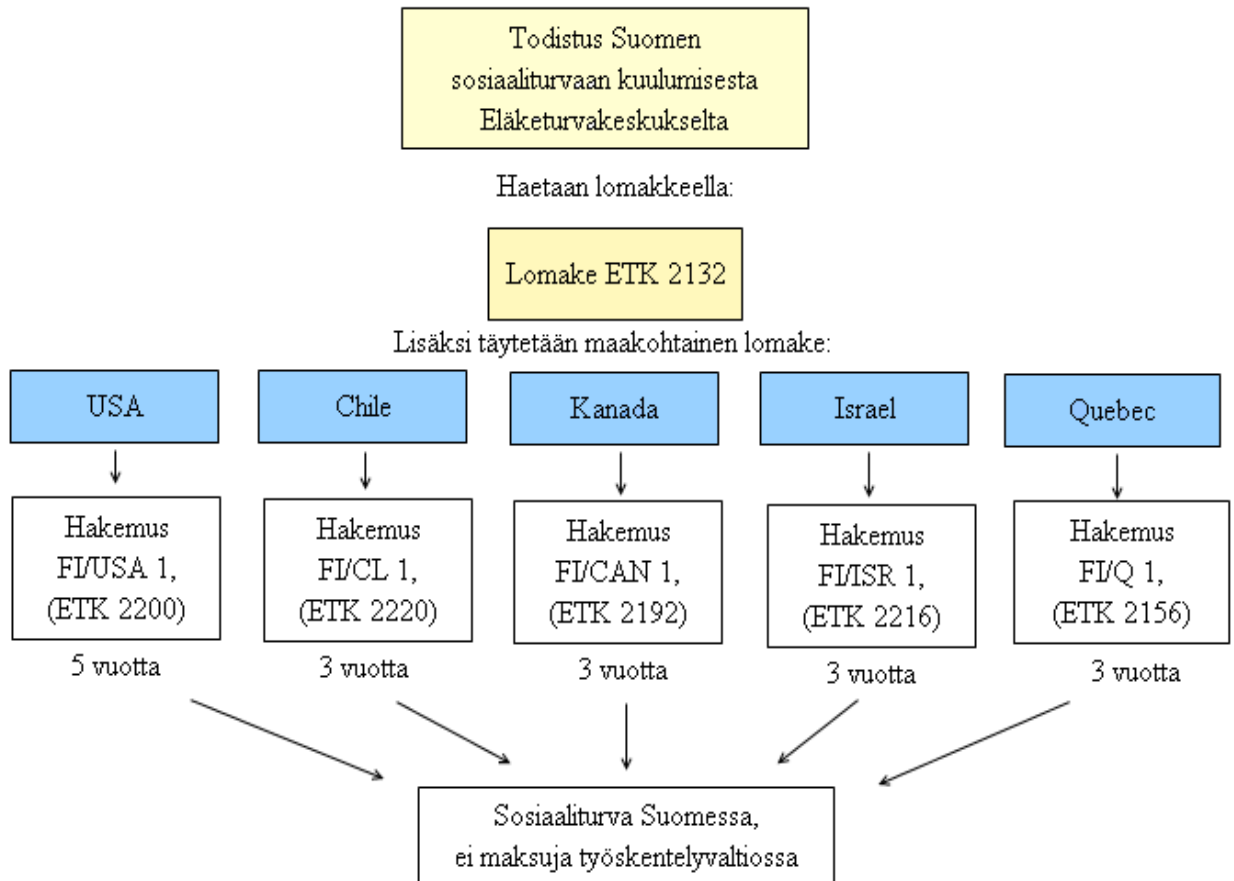 Todistus Suomen
sosiaaliturvaan kuulumisesta
Eläketurvakeskukselta
Haetaan lomakkeella:
Lomake ETK 2132
Lisäksi täytetään maakohtainen lomake:
USA
Chile
Kanada
Israel
Quebec
Hakemus
FI/USA 1,
(ETK 2200)
5 vuotta
Hakemus
FI/CL 1,
(ETK 2220)
3 vuotta
Hakemus
FI/CAN 1,
(ETK 2192)
3 vuotta
Hakemus
FI/ISR 1,
(ETK 2216)
3 vuotta
Hakemus
FI/Q 1,
(ETK 2156)
3 vuotta
Sosiaaliturva Suomessa,
ei maksuja työskentelyvaltiossa